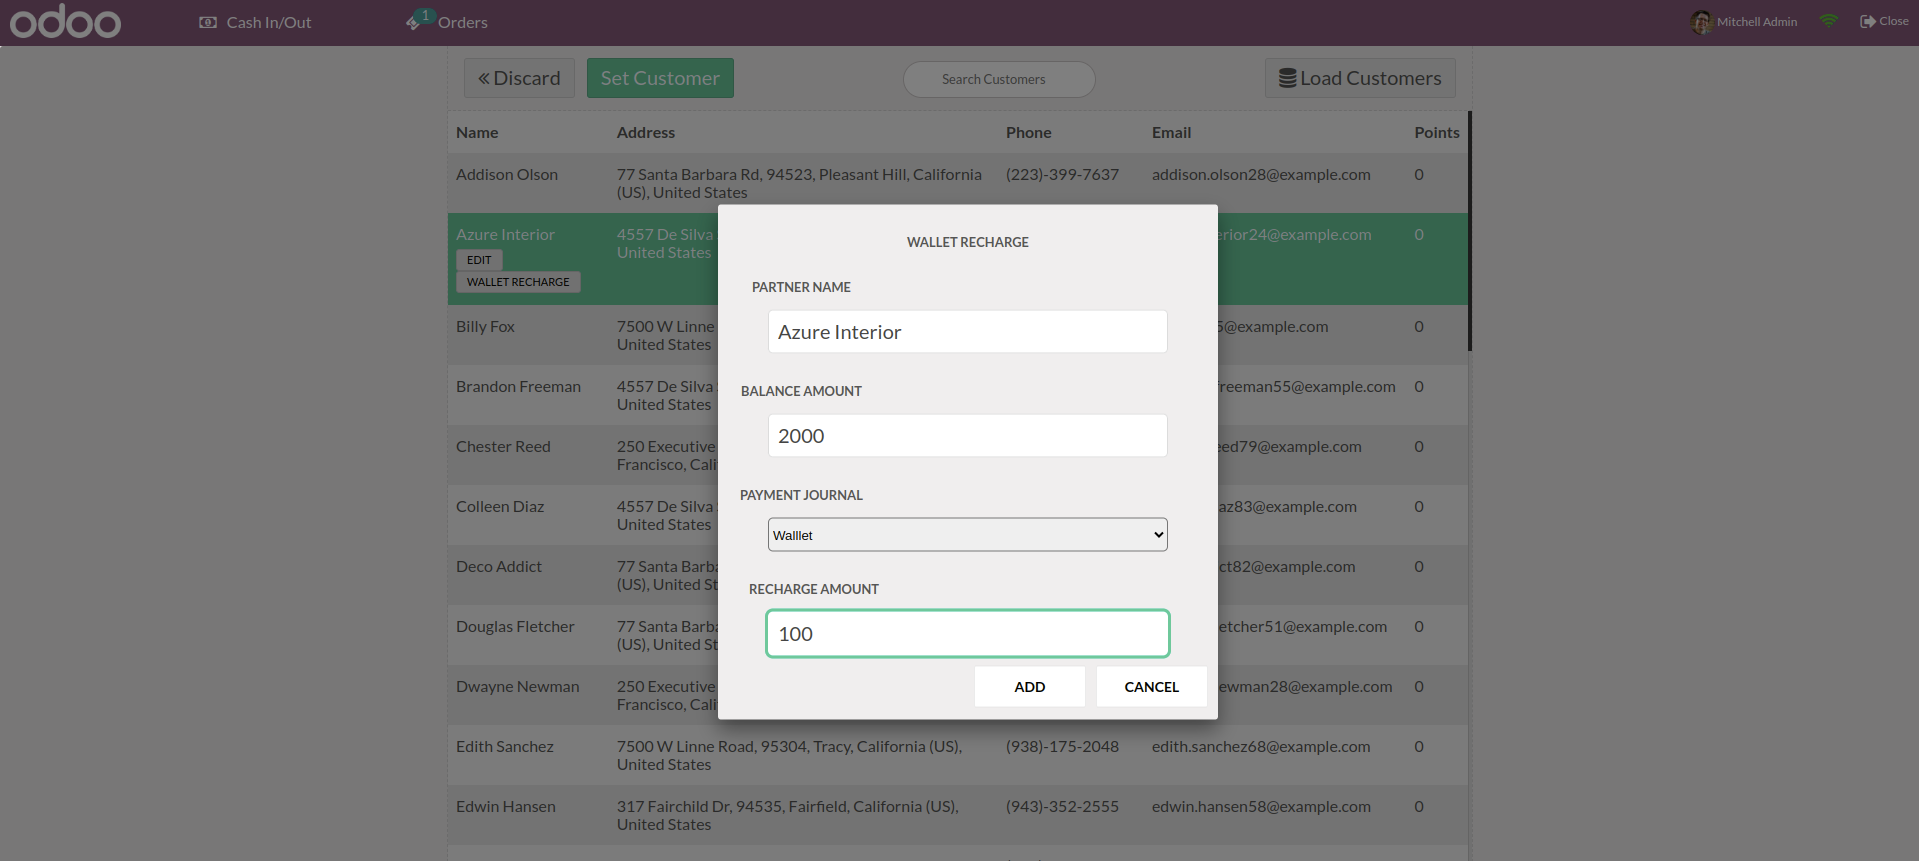 odoo
Cash In/Out
1
Orders
Mitchell Admin
Close
Discard
Set Customer
Search Customers
Load Customers
Name Address Phone Email Points
Addison Olson 77 Santa Barbara Rd, 94523, Pleasant Hill, California (223)-399-7637 addison.olson28@example.com 0
(US), United States
Azure Interior 4557 De Silva erior24@example.com 0
United States
EDIT
WALLET RECHARGE
Billy Fox 7500 W Linne 5@example.com 0
United States
Brandon Freeman 4557 De Silva freeman55@example.com 0
United States
Chester Reed 250 Executive eed79@example.com 0
Francisco, Cali
Colleen Diaz 4557 De Silva az83@example.com 0
United States
Deco Addict 77 Santa Barba ct82@example.com 0
(US), United St
Douglas Fletcher 77 Santa Barba etcher51@example.com 0
(US), United St
Dwayne Newman 250 Executive ewman28@example.com 0
Francisco, Cali
Edith Sanchez 7500 W Linne Road, 95304, Tracy, California (US), (938)-175-2048 edith.sanchez68@example.com 0
United States
Edwin Hansen 317 Fairchild Dr, 94535, Fairfield, California (US), (943)-352-2555 edwin.hansen58@example.com 0
United States
WALLET RECHARGE
PARTNER NAME
Azure Interior
BALANCE AMOUNT
2000
PAYMENT JOURNAL
Walllet
RECHARGE AMOUNT
100
ADD
CANCEL